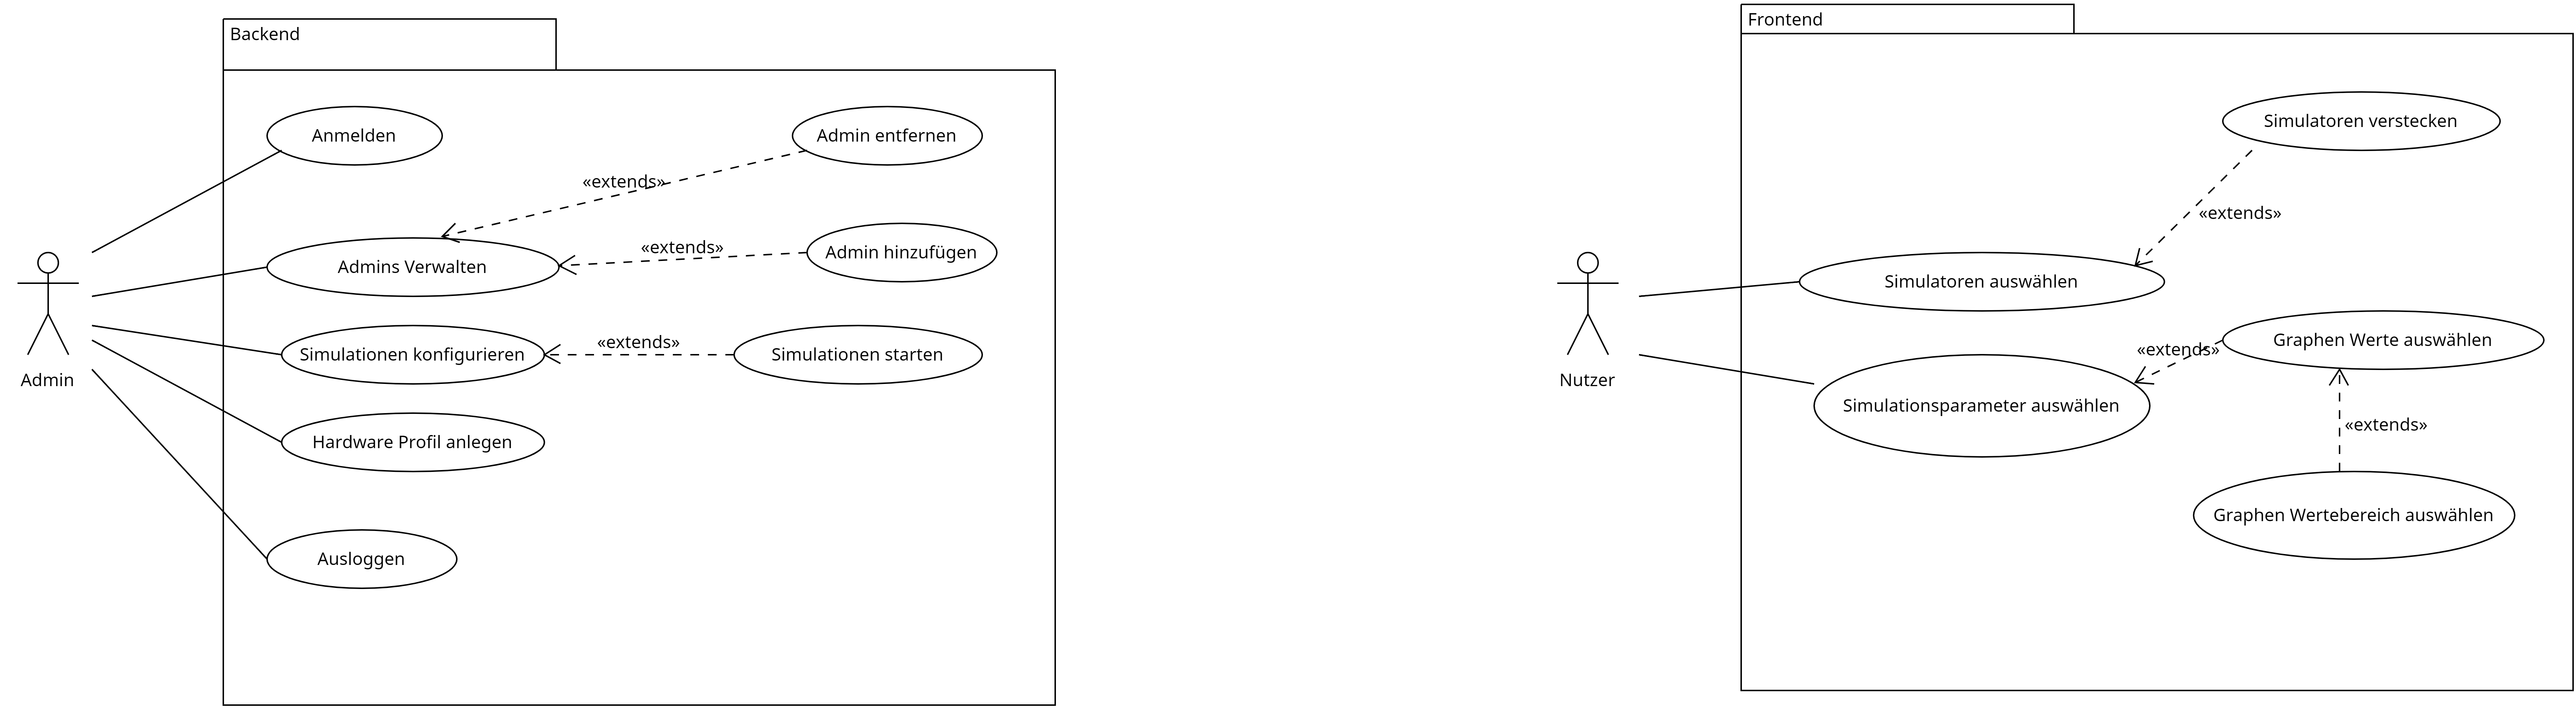 Backend
Anmelden
Admin entfernen
«extends»
Admins Verwalten
«extends»
Admin hinzufügen
Simulationen konfigurieren
«extends»
Simulationen starten
Admin
Hardware Profil anlegen
Ausloggen
Frontend
Simulatoren verstecken
«extends»
Simulatoren auswählen
Graphen Werte auswählen
«extends»
Nutzer
Simulationsparameter auswählen
«extends»
Graphen Wertebereich auswählen